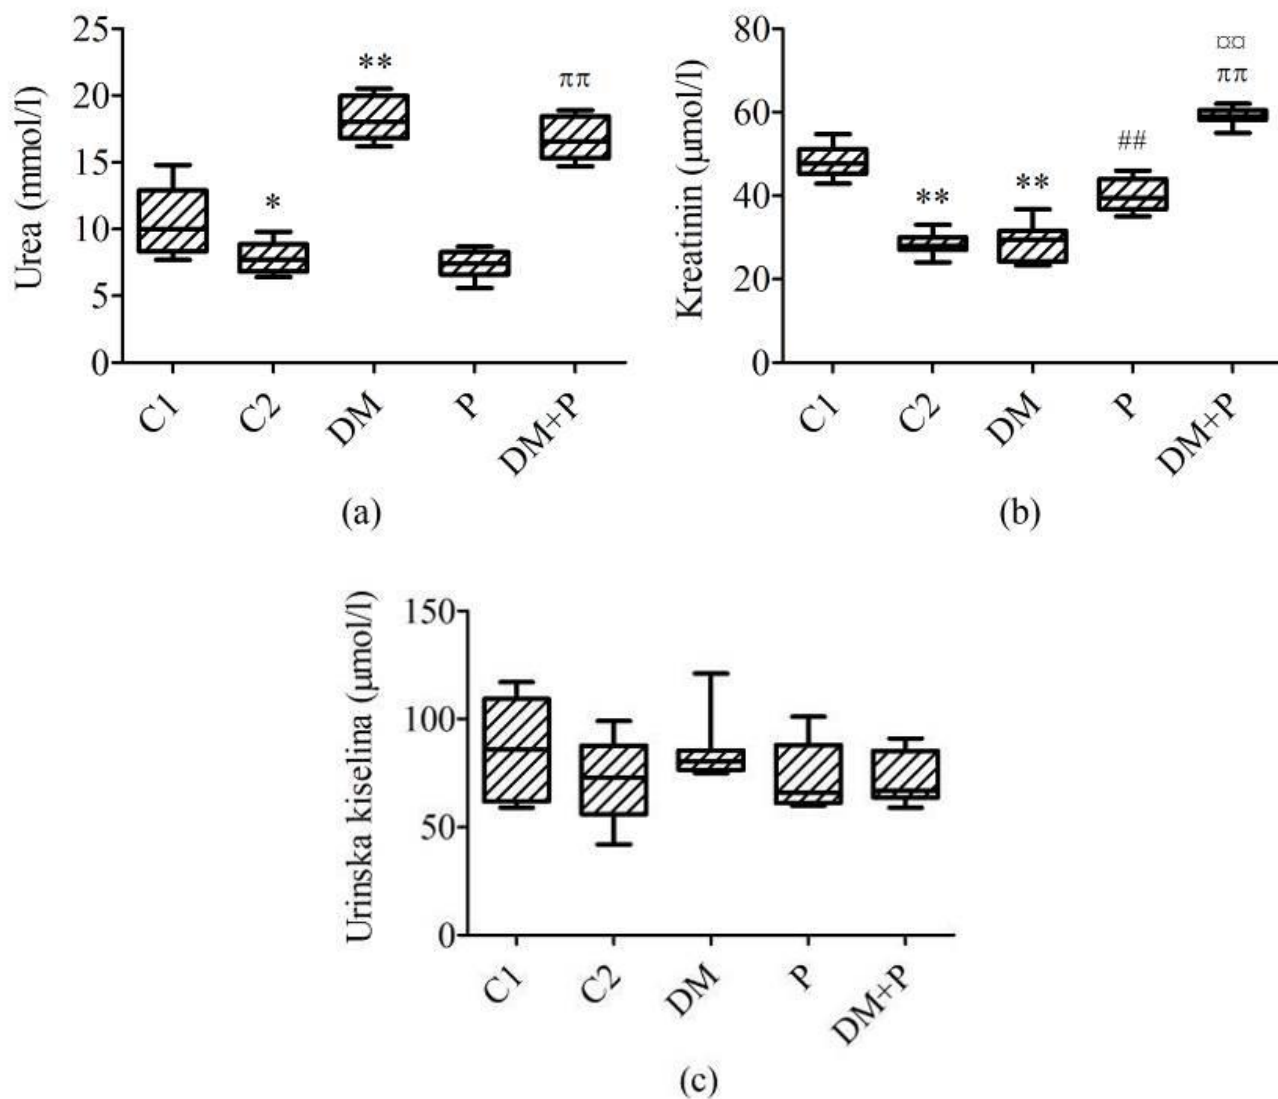 25
20
15
10
5
0
Urea (mmol/l)
**
ππ
*
C1
C2
DM
P
DM+P
(a)
80
60
40
20
0
Kreatinin (μmol/l)
¤¤
ππ
##
**
**
C1
C2
DM
P
DM+P
(b)
150
100
50
0
Urinska kiselina (μmol/l)
C1
C2
DM
P
DM+P
(c)